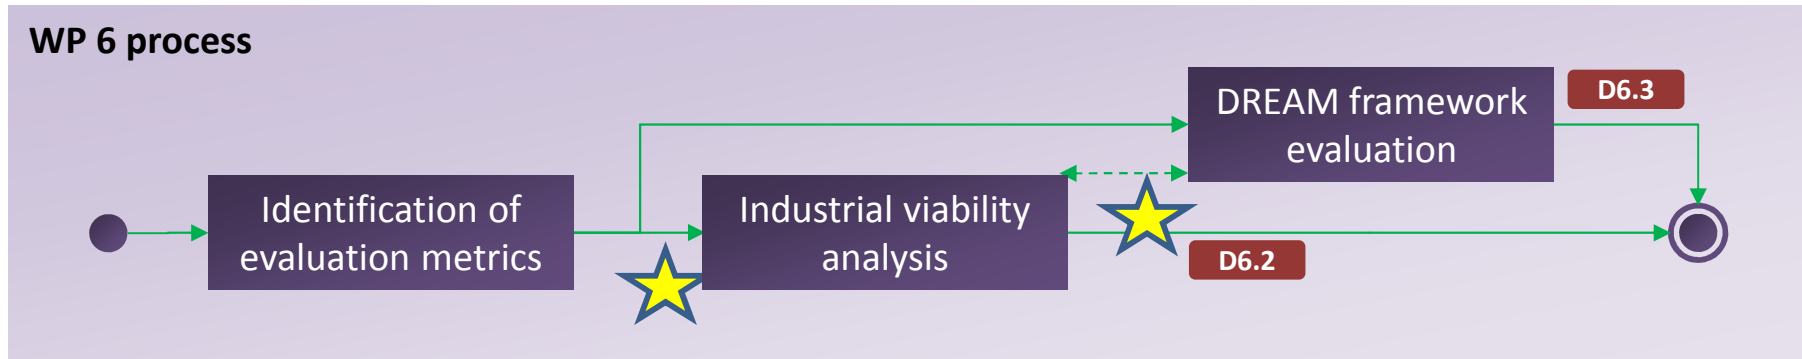 WP 6 process
DREAM framework
evaluation
D6.3
Identification of
evaluation metrics
Industrial viability
analysis
D6.2